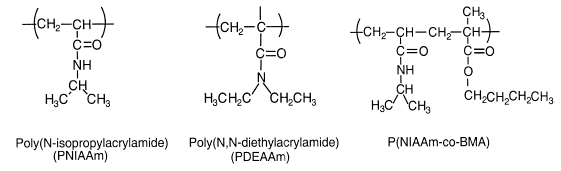 (CH₂-CH)
C=O
NH
CH
H₃C CH₃
Poly(N-isopropylacrylamide)
(PNIAAm)
(CH₂-C)
C=O
N
H₃CH₂C CH₂CH₃
Poly(N,N-diethylacrylamide)
(PDEAAm)
CH₃
(CH₂-CH-CH₂-CH)
C=O C=O
NH O
CH CH₂CH₂CH₂CH₃
H₃C CH₃
P(NIAAm-co-BMA)